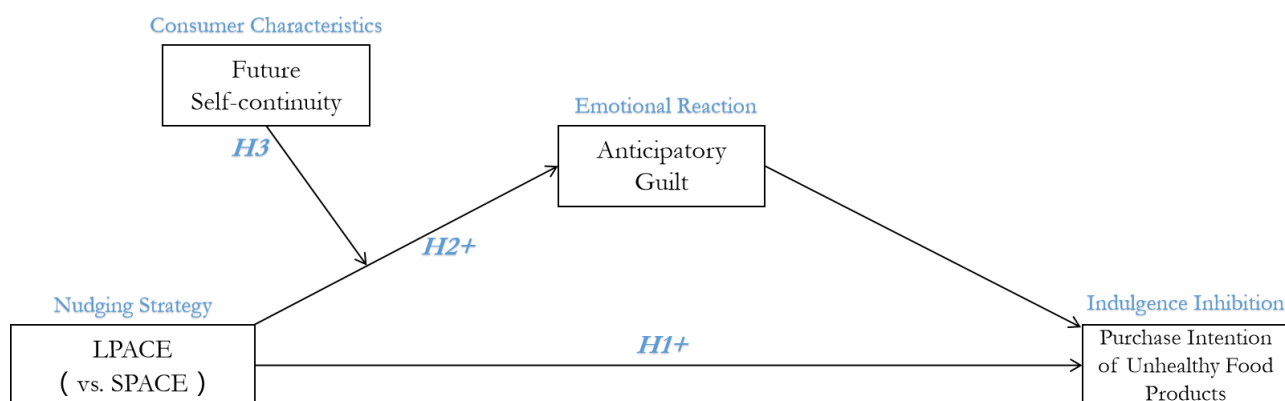 Consumer Characteristics
Future
Self-continuity
H3
Emotional Reaction
Anticipatory
Guilt
H2+
Nudging Strategy
LPACE
( vs. SPACE )
H1+
Indulgence Inhibition
Purchase Intention
of Unhealthy Food
Products